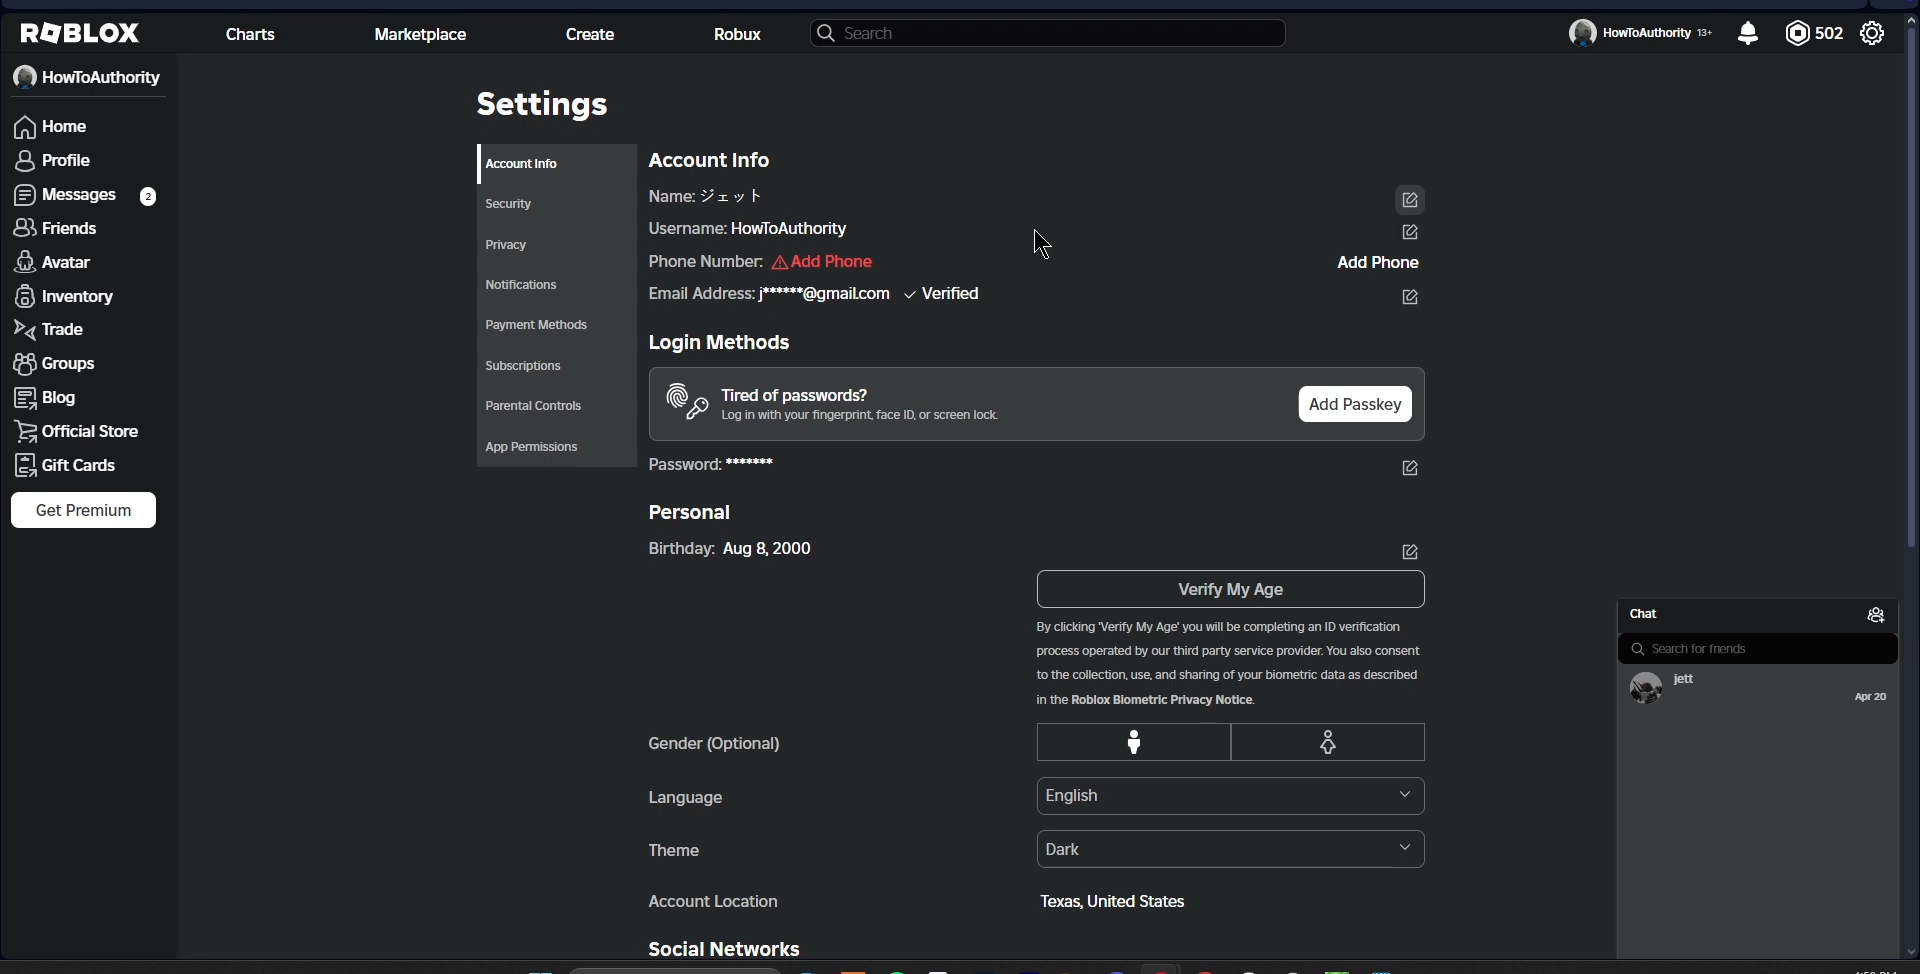 ROBLOX Charts Marketplace Create Robux Search HowToAuthority 13+ 502
HowToAuthority
Home
Profile
Messages 2
Friends
Avatar
Inventory
Trade
Groups
Blog
Official Store
Gift Cards
Get Premium
Settings
Account Info
Security
Privacy
Notifications
Payment Methods
Subscriptions
Parental Controls
App Permissions
Account Info
Name: ジェット
Username: HowToAuthority
Phone Number: Add Phone Add Phone
Email Address: j******@gmail.com ✓ Verified
Login Methods
Tired of passwords?
Log in with your fingerprint, face ID, or screen lock.
Add Passkey
Password: *******
Personal
Birthday: Aug 8, 2000
Verify My Age
By clicking 'Verify My Age' you will be completing an ID verification
process operated by our third party service provider. You also consent
to the collection, use, and sharing of your biometric data as described
in the Roblox Biometric Privacy Notice.
Gender (Optional)
Language English
Theme Dark
Account Location Texas, United States
Social Networks
Chat
Search for friends
jett
Apr 20